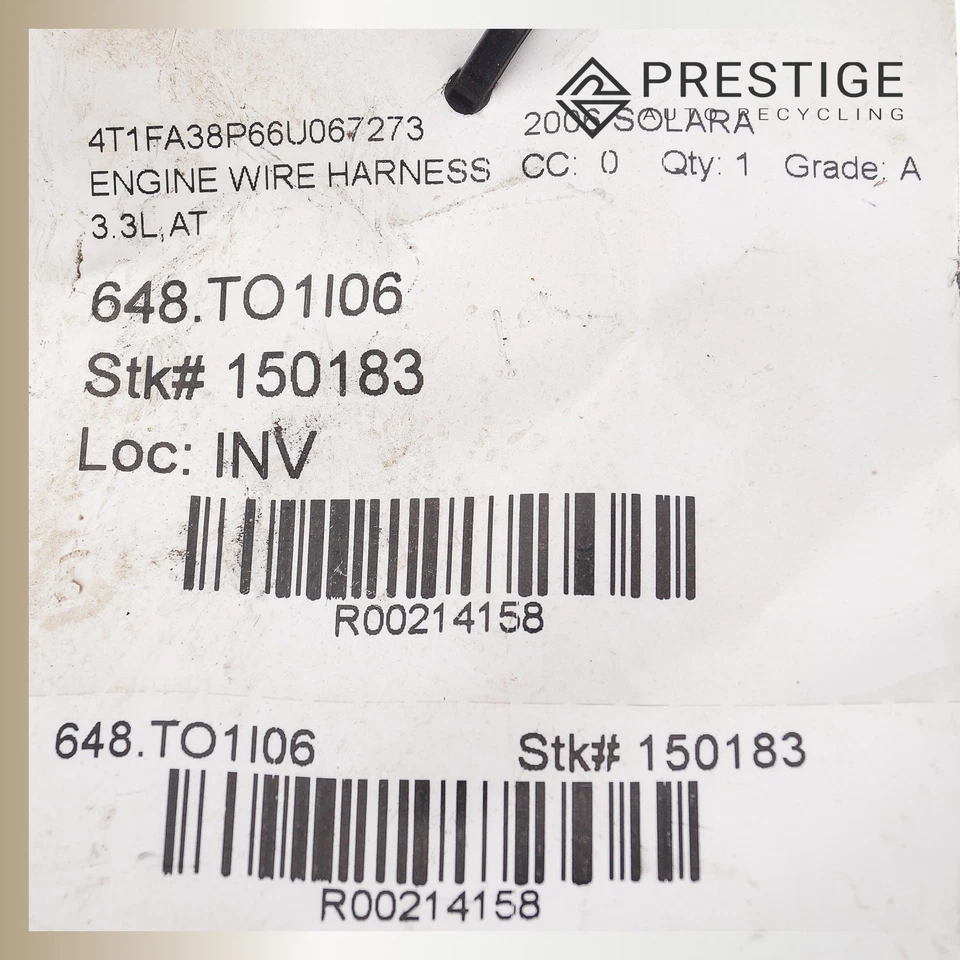 PRESTIGE
AUTO RECYCLING
4T1FA38P66U067273 2006 SOLARA
ENGINE WIRE HARNESS CC: 0 Qty: 1 Grade: A
3.3L,AT
648.TO1I06
Stk# 150183
Loc: INV
R00214158
648.TO1I06 Stk# 150183
R00214158